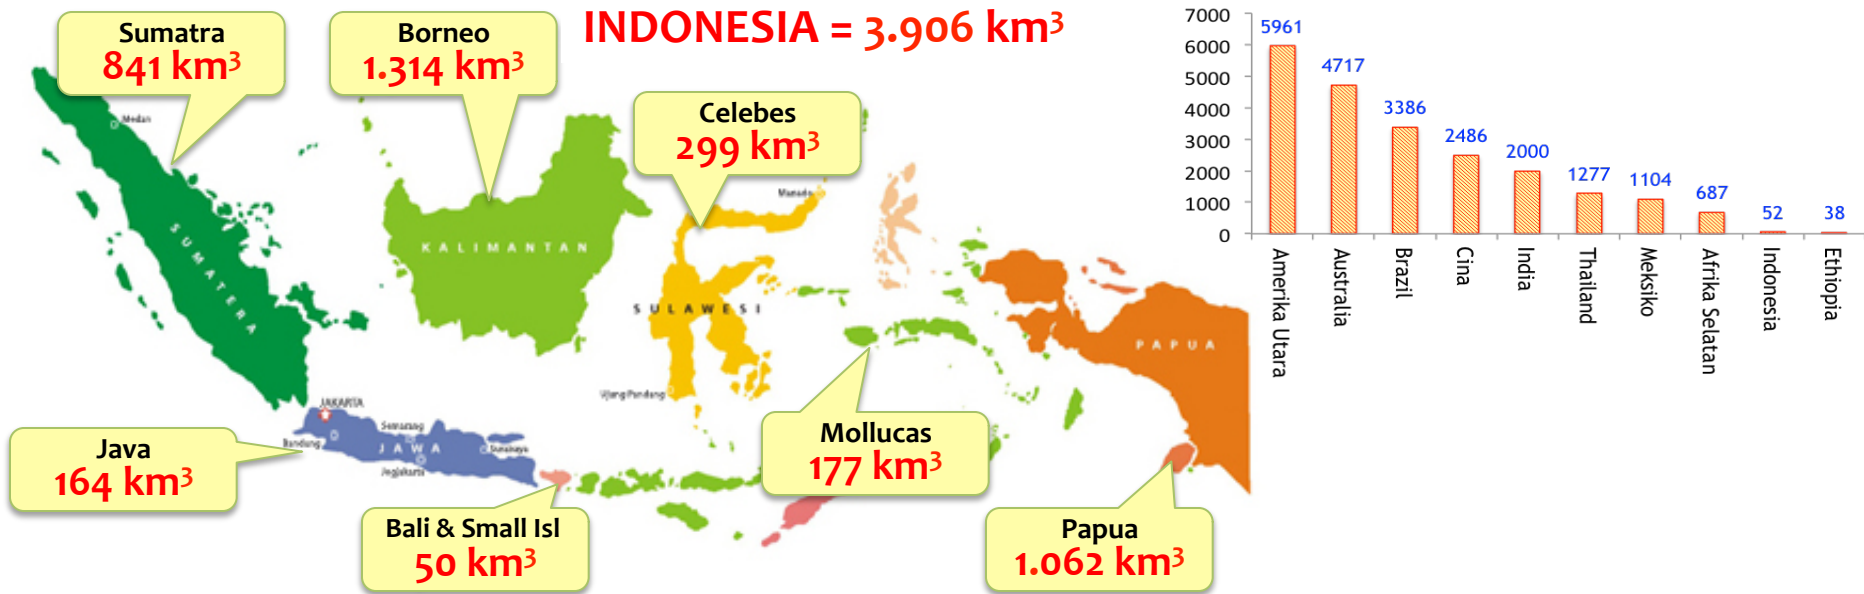 INDONESIA = 3.906 km³
Sumatra
841 km³
Borneo
1.314 km³
Celebes
299 km³
Medan
Manado
SUMATERA
KALIMANTAN
SULAWESI
PAPUA
Ujung Pandang
JAKARTA
Bandung
Semarang
JAWA
Surabaya
Jogjakarta
Java
164 km³
Bali & Small Isl
50 km³
Mollucas
177 km³
Papua
1.062 km³
7000
6000
5000
4000
3000
2000
1000
0
5961
4717
3386
2486
2000
1277
1104
687
52
38
Amerika Utara
Australia
Brazil
Cina
India
Thailand
Meksiko
Afrika Selatan
Indonesia
Ethiopia